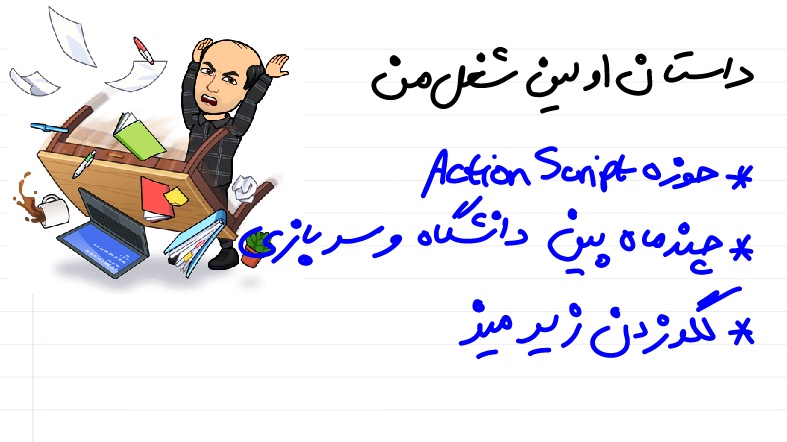 داستان اولین شغل من
* حوزه Action Script
* چند ماه بین دانشگاه و سربازی
* لگد زدن زیر میز